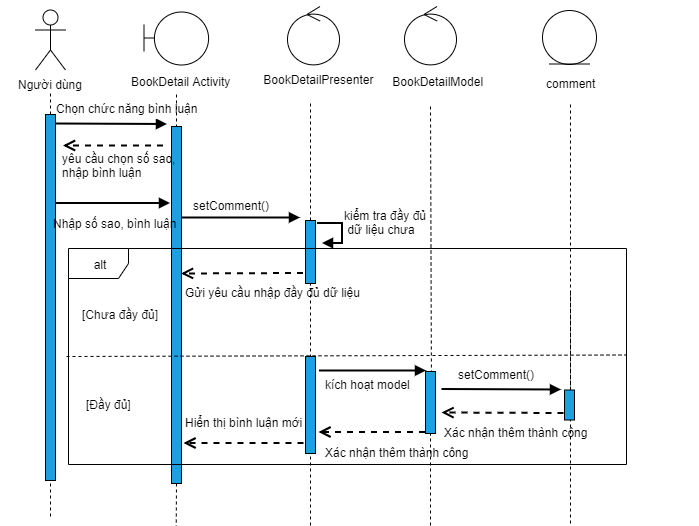 Người dùng
BookDetail Activity
BookDetailPresenter
BookDetailModel
comment
Chọn chức năng bình luận
yêu cầu chọn số sao,
nhập bình luận
Nhập số sao, bình luận
setComment()
kiểm tra đầy đủ
dữ liệu chưa
alt
Gửi yêu cầu nhập đầy đủ dữ liệu
[Chưa đầy đủ]
kích hoạt model
setComment()
[Đầy đủ]
Hiển thị bình luận mới
Xác nhận thêm thành công
Xác nhận thêm thành công